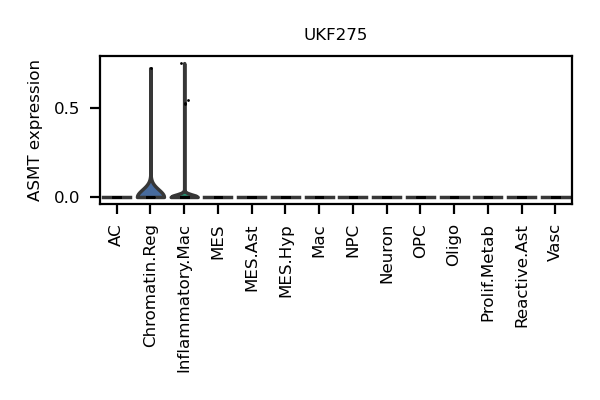 UKF275
ASMT expression
0.5
0.0
AC
Chromatin.Reg
Inflammatory.Mac
MES
MES.Ast
MES.Hyp
Mac
NPC
Neuron
OPC
Oligo
Prolif.Metab
Reactive.Ast
Vasc